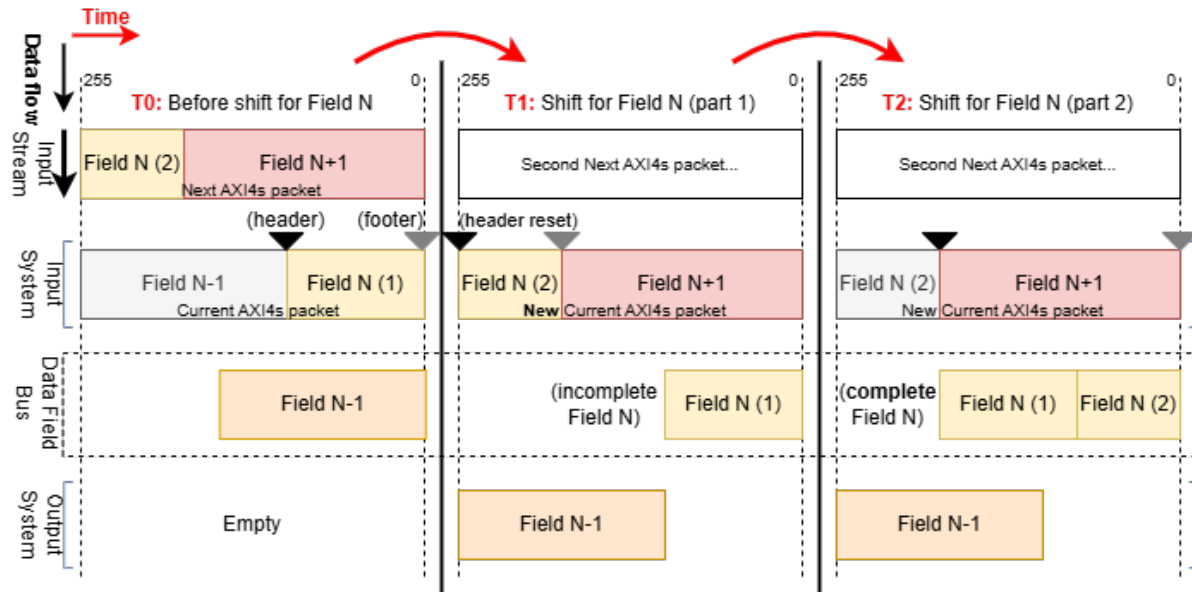 Time
Data flow
255
0
255
0
255
0
T0: Before shift for Field N
T1: Shift for Field N (part 1)
T2: Shift for Field N (part 2)
Input
Stream
Field N (2)
Field N+1
Next AXI4s packet
Second Next AXI4s packet...
Second Next AXI4s packet...
(header)
(footer)
(header reset)
Input
System
Field N-1
Field N (1)
Current AXI4s packet
Field N (2)
Field N+1
New Current AXI4s packet
Field N (2)
Field N+1
New Current AXI4s packet
Data Field
Bus
Field N-1
(incomplete
Field N)
Field N (1)
(complete
Field N)
Field N (1)
Field N (2)
Output
System
Empty
Field N-1
Field N-1